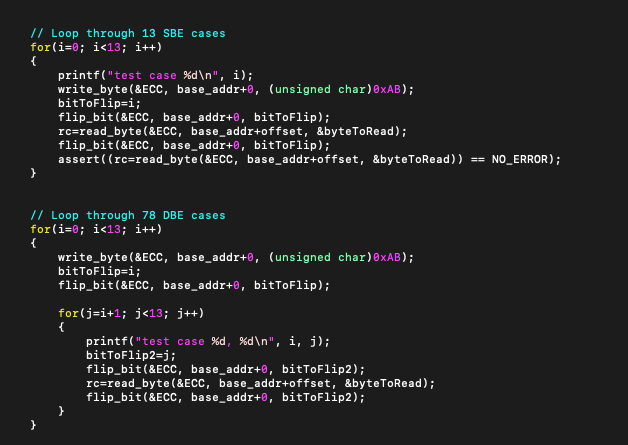 // Loop through 13 SBE cases
for(i=0; i<13; i++)
{
    printf("test case %d\n", i);
    write_byte(&ECC, base_addr+0, (unsigned char)0xAB);
    bitToFlip=i;
    flip_bit(&ECC, base_addr+0, bitToFlip);
    rc=read_byte(&ECC, base_addr+offset, &byteToRead);
    flip_bit(&ECC, base_addr+0, bitToFlip);
    assert((rc=read_byte(&ECC, base_addr+offset, &byteToRead)) == NO_ERROR);
}
// Loop through 78 DBE cases
for(i=0; i<13; i++)
{
    write_byte(&ECC, base_addr+0, (unsigned char)0xAB);
    bitToFlip=i;
    flip_bit(&ECC, base_addr+0, bitToFlip);
    for(j=i+1; j<13; j++)
    {
        printf("test case %d, %d\n", i, j);
        bitToFlip2=j;
        flip_bit(&ECC, base_addr+0, bitToFlip2);
        rc=read_byte(&ECC, base_addr+offset, &byteToRead);
        flip_bit(&ECC, base_addr+0, bitToFlip2);
    }
}